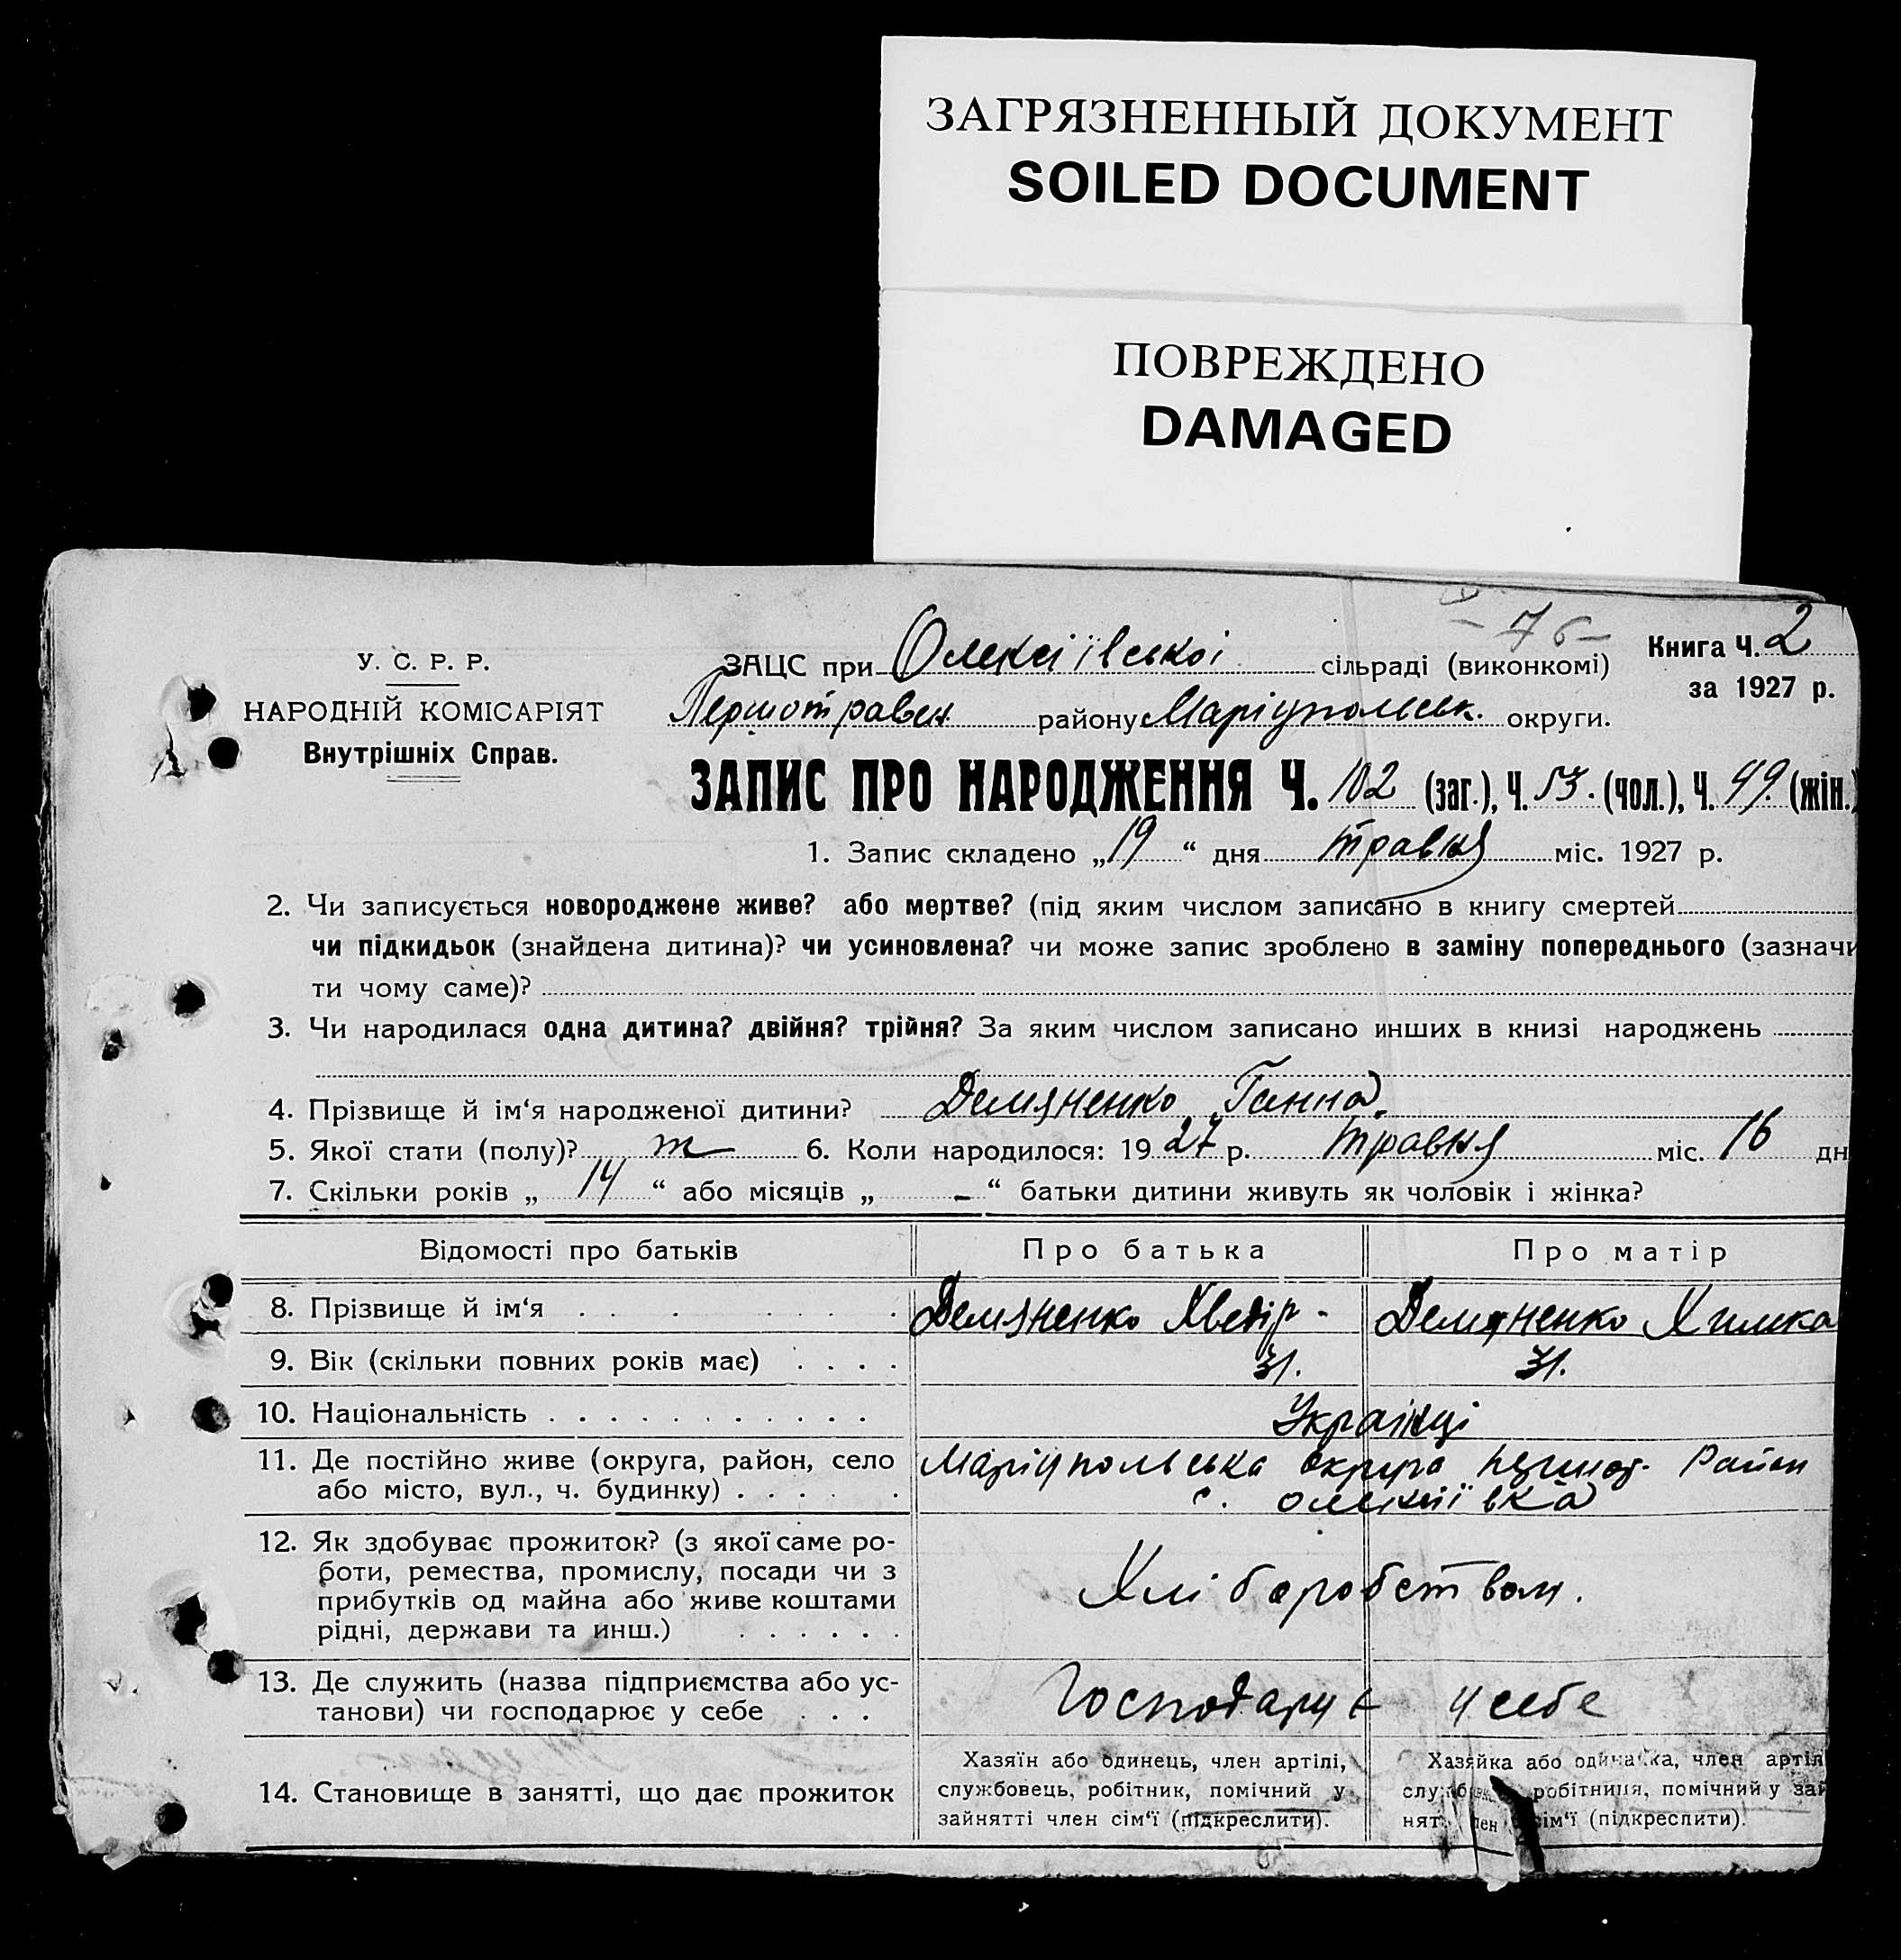 ЗАГРЯЗНЕННЫЙ ДОКУМЕНТ
SOILED DOCUMENT
ПОВРЕЖДЕНО
DAMAGED
- 76 -
У. С. Р. Р.
НАРОДНІЙ КОМІСАРІЯТ
Внутрішніх Справ.
ЗАЦС при Олексіївської сільраді (виконкомі)
Книга Ч. 2
за 1927 р.
Першотравен району Маріупольськ. округи.
ЗАПИС ПРО НАРОДЖЕННЯ Ч. 102 (заг.), Ч. 53. (чол.), Ч. 49. (жін.)
1. Запис складено „ 19 “ дня травня міс. 1927 р.
2. Чи записується новороджене живе? або мертве? (під яким числом записано в книгу смертей
чи підкидьок (знайдена дитина)? чи усиновлена? чи може запис зроблено в заміну попереднього (зазначи
ти чому саме)?
3. Чи народилася одна дитина? двійня? трійня? За яким числом записано инших в книзі народжень
4. Прізвище й ім‘я народженої дитини? Демяненко Ганна.
5. Якої стати (полу)? ж 6. Коли народилося: 1927 р. травня міс. 16 дн
7. Скільки років „ 14 “ або місяців „ - “ батьки дитини живуть як чоловік і жінка?
Відомості про батьків Про батька Про матір
8. Прізвище й ім‘я Демяненко Хведір - Демяненко Химка
9. Вік (скільки повних років має) 31. 31.
10. Національність Українці
11. Де постійно живе (округа, район, село Маріупольська округа Район
або місто, вул., ч. будинку) с. Олексіївка
12. Як здобуває прожиток? (з якої саме ро-
боти, ремества, промислу, посади чи з
прибутків од майна або живе коштами
рідні, держави та инш.)
Хліборобством.
13. Де служить (назва підприємства або ус-
танови) чи господарює у себе
Господарує у себе
14. Становище в занятті, що дає прожиток
Хазяїн або одинець, член артілі,
службовець, робітник, помічний у
зайнятті член сім‘ї (підкреслити).
Хазяйка або одиначка, член артіл
робітниця, помічний у зай
сім‘ї (підкреслити).